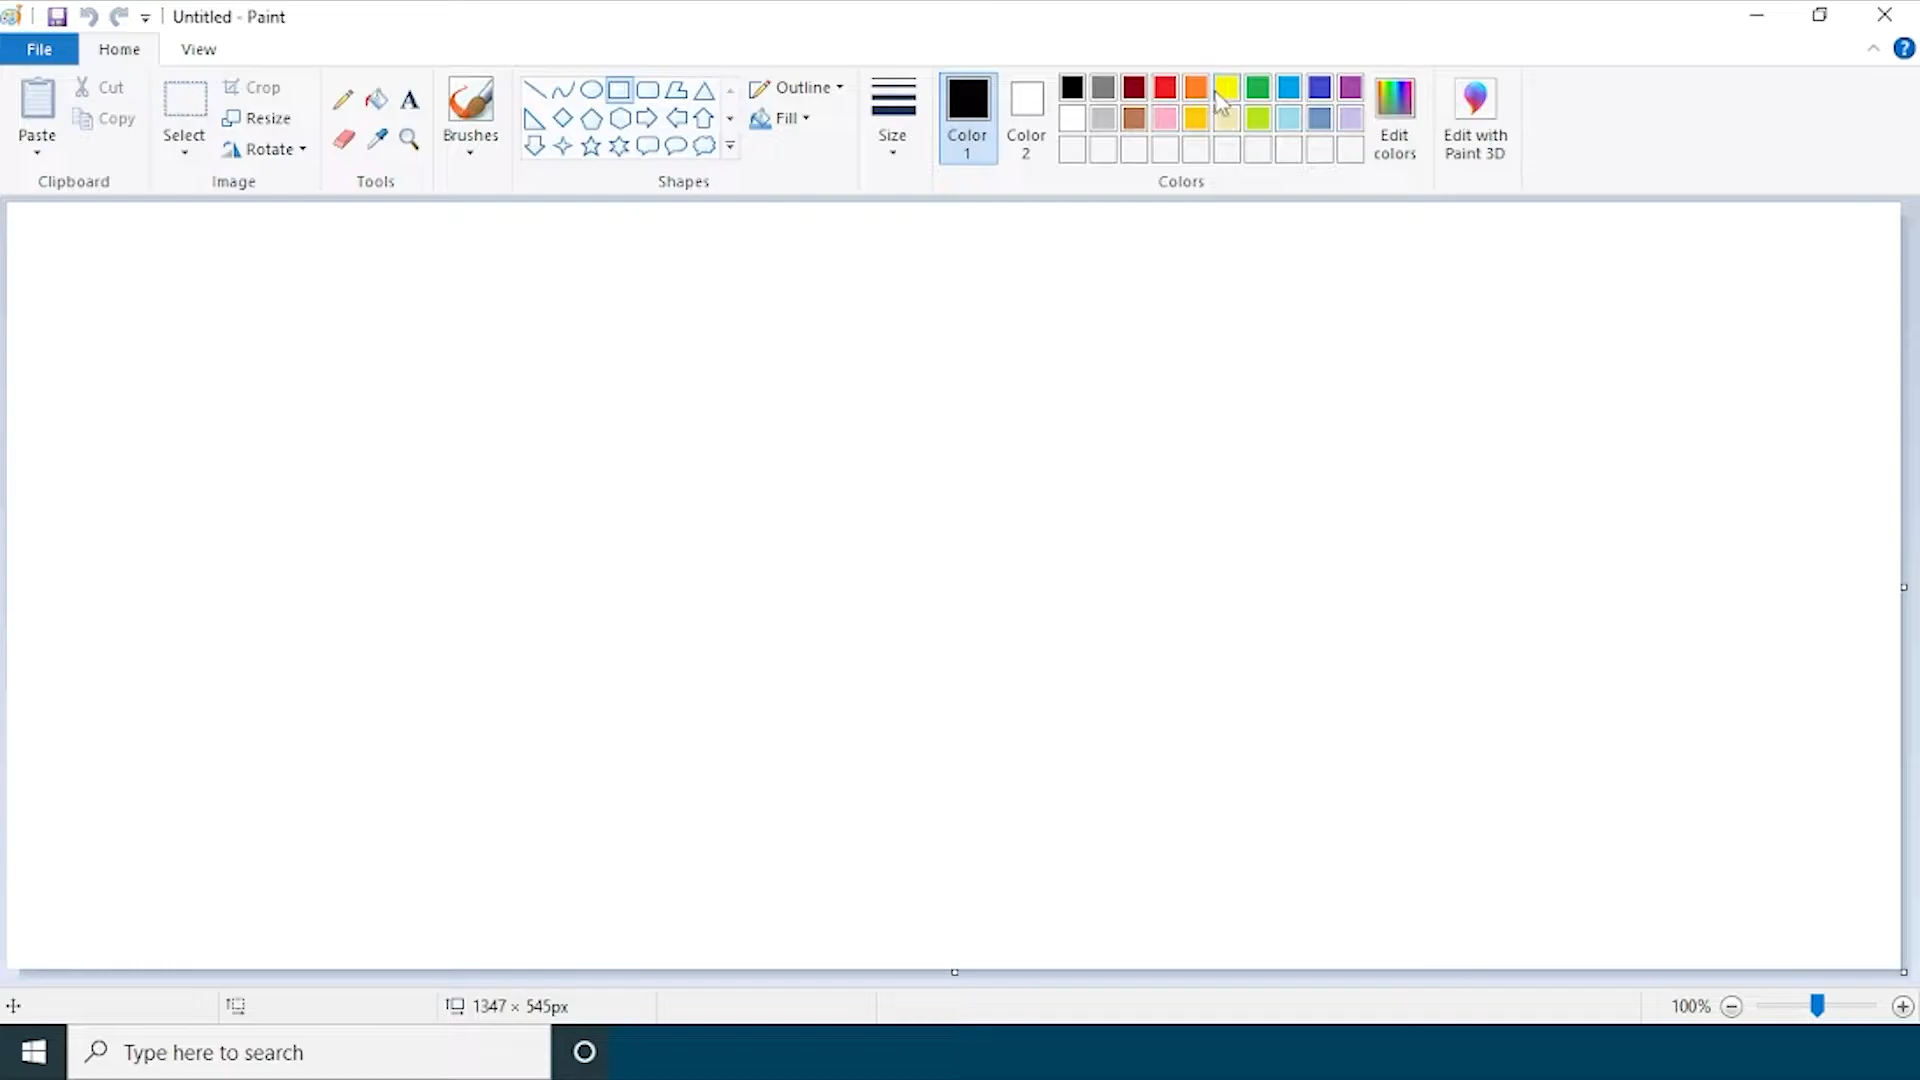 Untitled - Paint
File Home View
Paste Cut Copy Clipboard
Select Crop Resize Rotate Image
A
Tools
Brushes
Shapes
Outline
Fill
Size
Color 1
Color 2
Colors
Edit colors
Edit with Paint 3D
?
1347 × 545px
100%
Type here to search